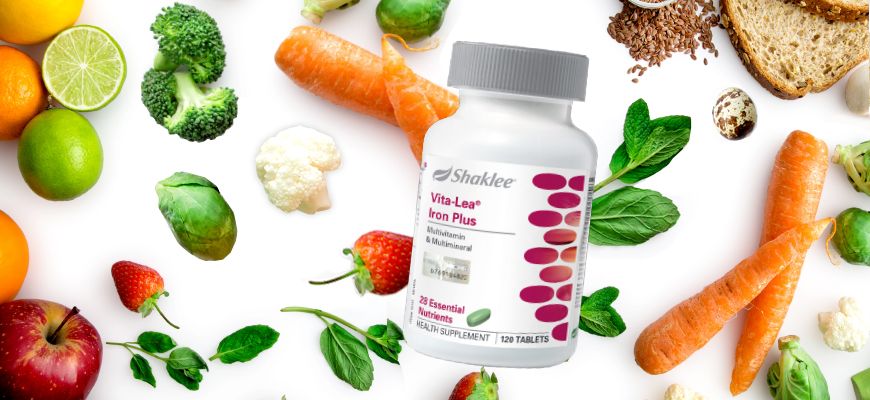 Shaklee®
Vita-Lea®
Iron Plus
Multivitamin
& Multimineral
28 Essential
Nutrients
HEALTH SUPPLEMENT
120 TABLETS